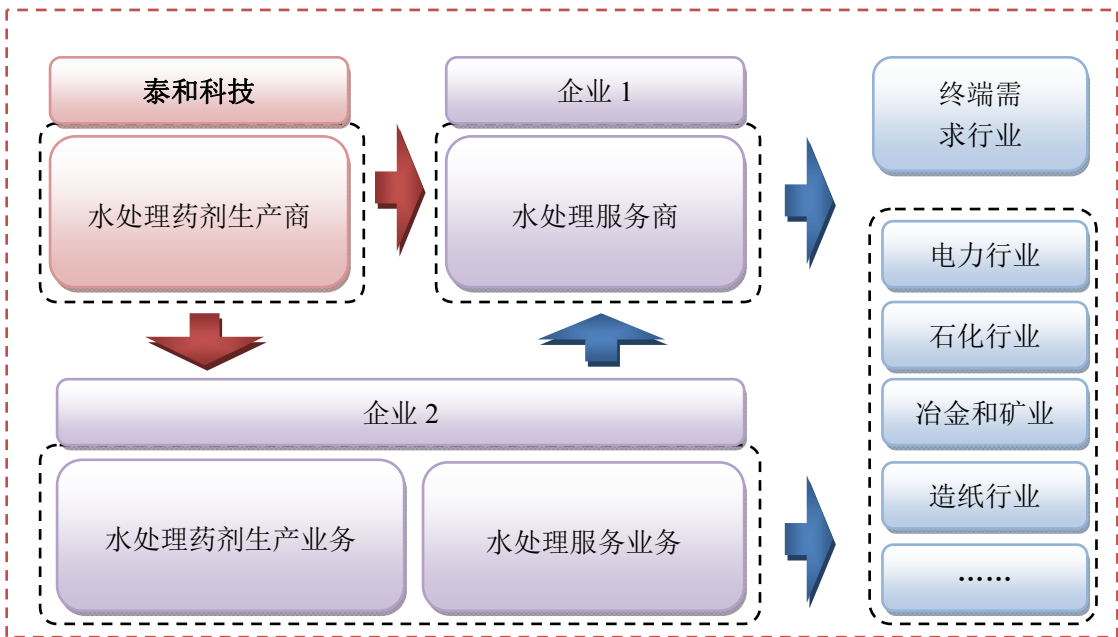 泰和科技
企业 1
终端需
求行业
水处理药剂生产商
水处理服务商
电力行业
石化行业
企业 2
冶金和矿业
水处理药剂生产业务
水处理服务业务
造纸行业
……